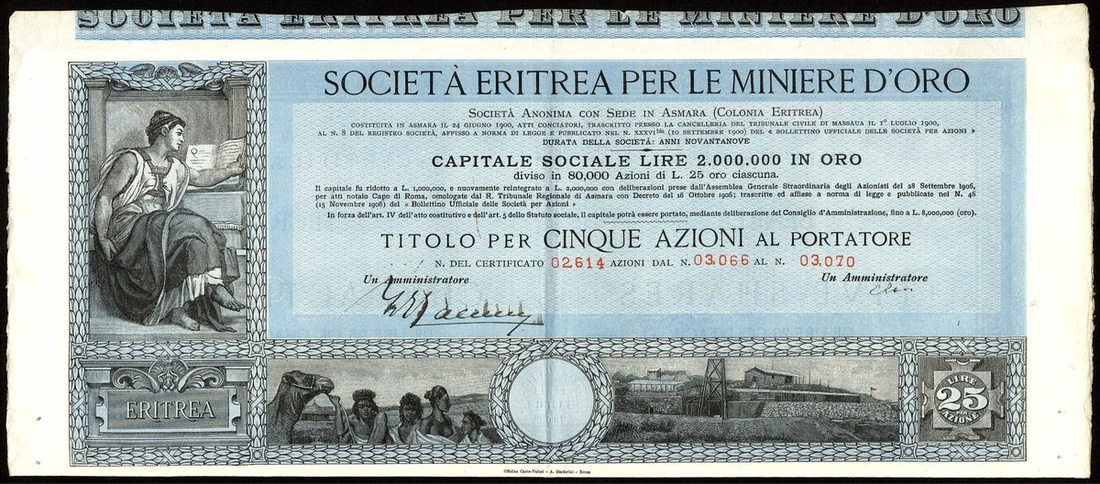 SOCIETÀ ERITREA PER LE MINIERE D'ORO
SOCIETÀ ERITREA PER LE MINIERE D'ORO
SOCIETÀ ANONIMA CON SEDE IN ASMARA (COLONIA ERITREA)
COSTITUITA IN ASMARA IL 24 GIUGNO 1900, ATTI CONCIATORI, TRASCRITTO PRESSO LA CANCELLERIA DEL TRIBUNALE CIVILE DI MASSAUA IL 1º LUGLIO 1900,
AL N. 8 DEL REGISTRO SOCIETÀ, AFFISSO A NORMA DI LEGGE E PUBBLICATO NEL N. XXXVI bis (10 SETTEMBRE 1900) DEL « BOLLETTINO UFFICIALE DELLE SOCIETÀ PER AZIONI »
DURATA DELLA SOCIETÀ: ANNI NOVANTANOVE
CAPITALE SOCIALE LIRE 2.000.000 IN ORO
diviso in 80,000 Azioni di L. 25 oro ciascuna.
Il capitale fu ridotto a L. 1,000,000, e nuovamente reintegrato a L. 2,000,000 con deliberazioni prese dall'Assemblea Generale Straordinaria degli Azionisti del 28 Settembre 1906,
per atti notaio Capo di Roma, omologate dal R. Tribunale Regionale di Asmara con Decreto del 16 Ottobre 1906; trascritte ed affisse a norma di legge e pubblicate nel N. 46
(15 Novembre 1906) del « Bollettino Ufficiale delle Società per Azioni »
In forza dell'art. IV dell'atto costitutivo e dell'art. 5 dello Statuto sociale, il capitale potrà essere portato, mediante deliberazione del Consiglio d'Amministrazione, fino a L. 8,000,000 (oro).
TITOLO PER CINQUE AZIONI AL PORTATORE
N. DEL CERTIFICATO 02.614 AZIONI DAL N. 03.066 AL N. 03.070
Un Amministratore Un Amministratore
ERITREA
LIRE
25
AZIONE
Officina Carte-Valori - A. Staderini - Roma